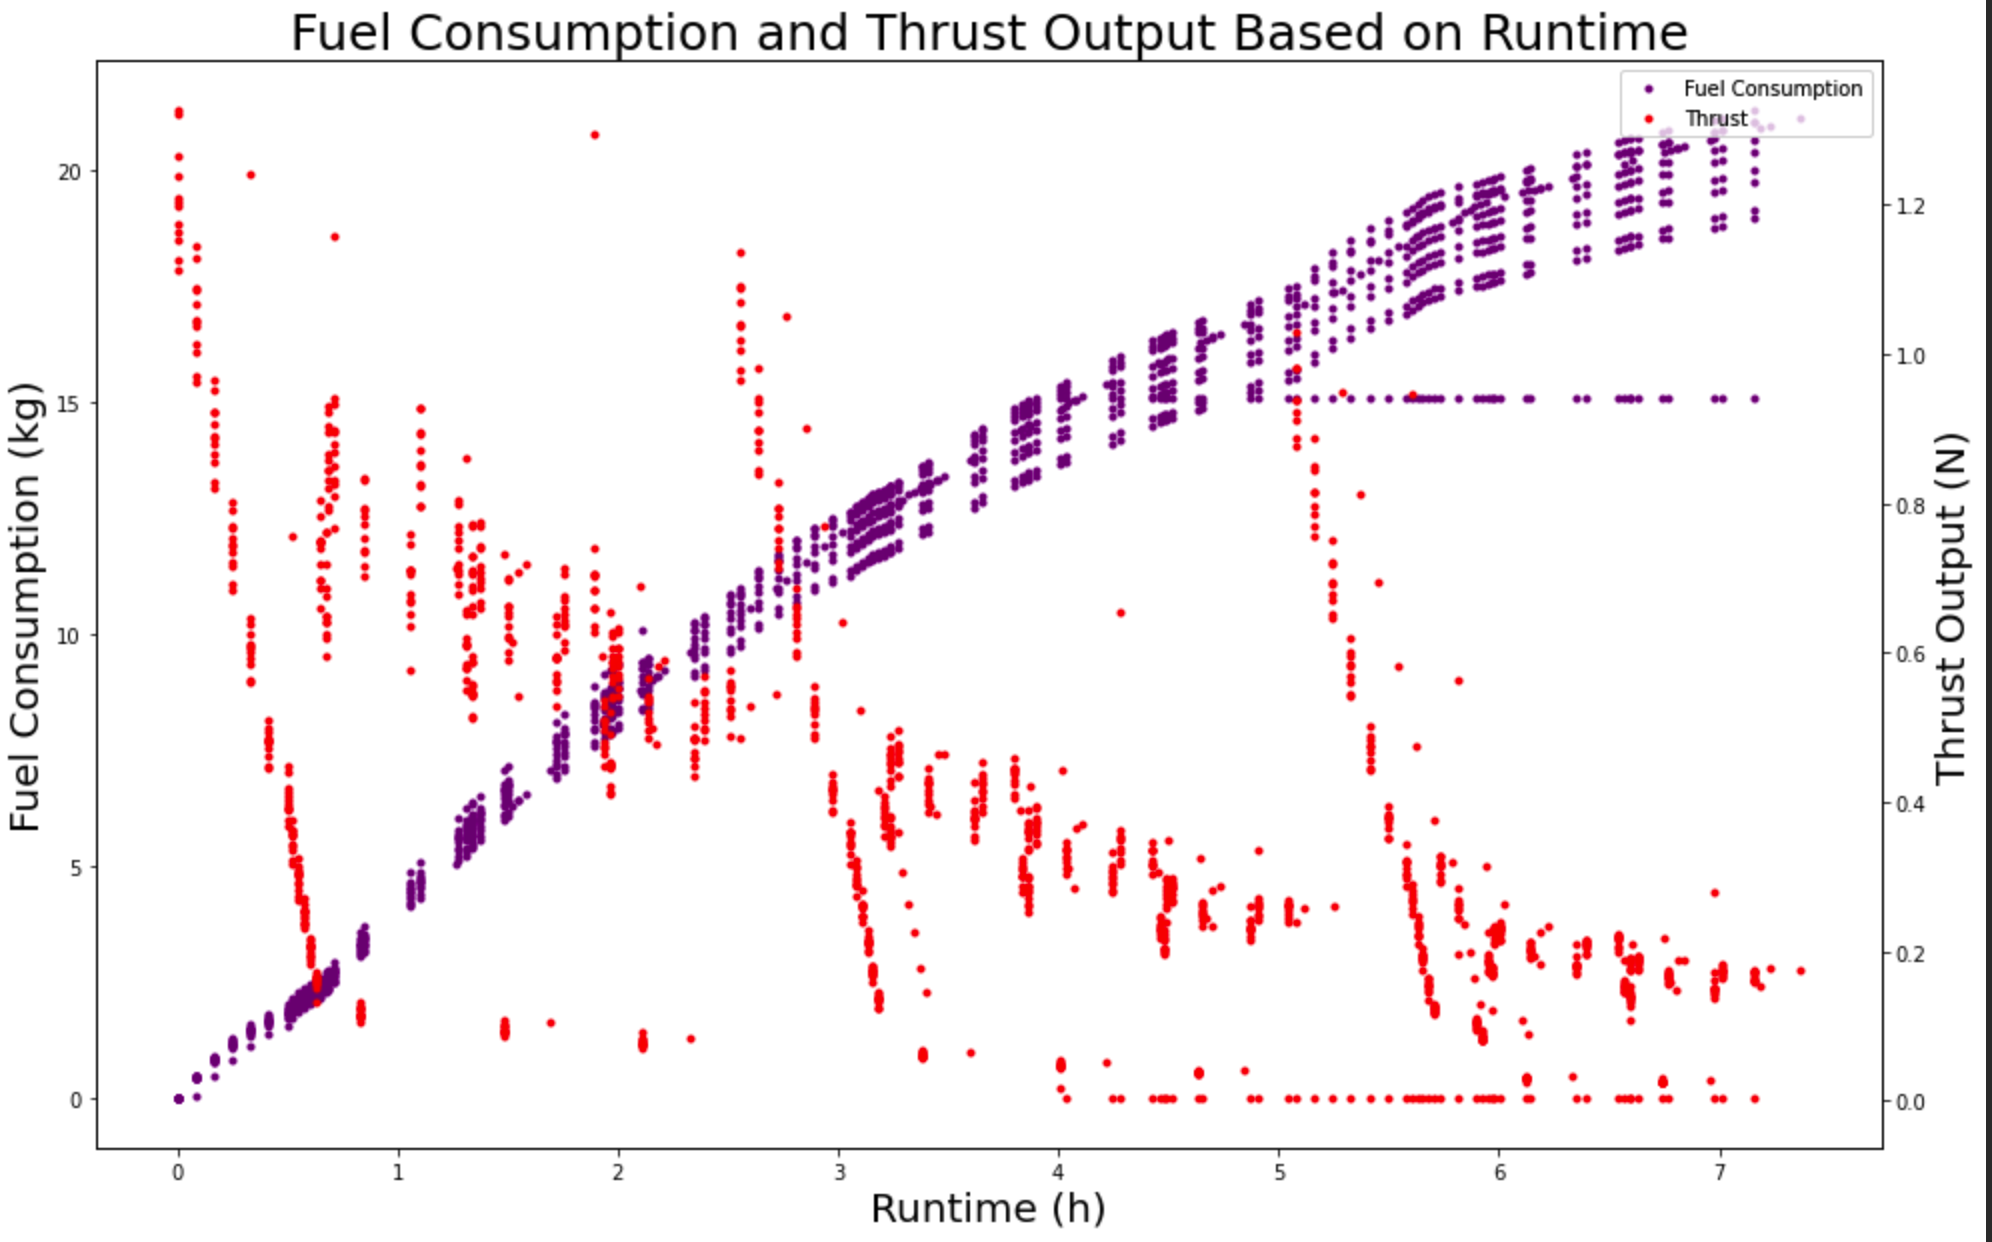 Fuel Consumption and Thrust Output Based on Runtime
Fuel Consumption
Thrust
20
15
10
5
0
Fuel Consumption (kg)
1.2
1.0
0.8
0.6
0.4
0.2
0.0
Thrust Output (N)
0 1 2 3 4 5 6 7
Runtime (h)